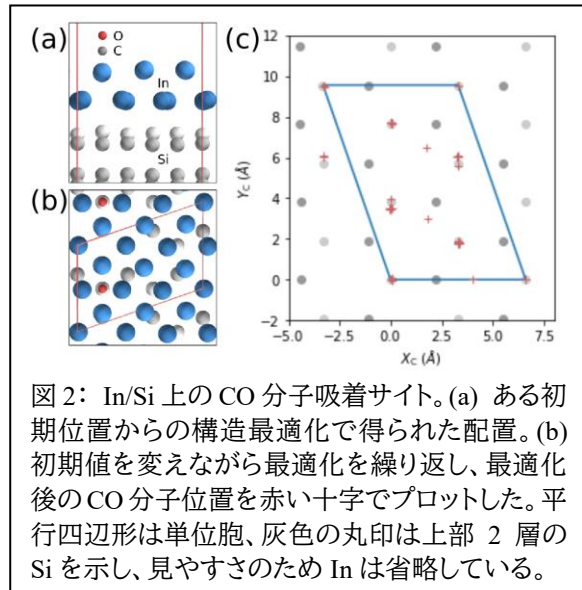 (a)
O
C
In
Si
(b)
(c)
12
10
8
6
4
2
0
−2
Y_C (Å)
−5.0
−2.5
0.0
2.5
5.0
7.5
X_C (Å)
図 2： In/Si 上の CO 分子吸着サイト。(a) ある初
期位置からの構造最適化で得られた配置。(b)
初期値を変えながら最適化を繰り返し、最適化
後の CO 分子位置を赤い十字でプロットした。平
行四辺形は単位胞、灰色の丸印は上部 2 層の
Si を示し、見やすさのため In は省略している。